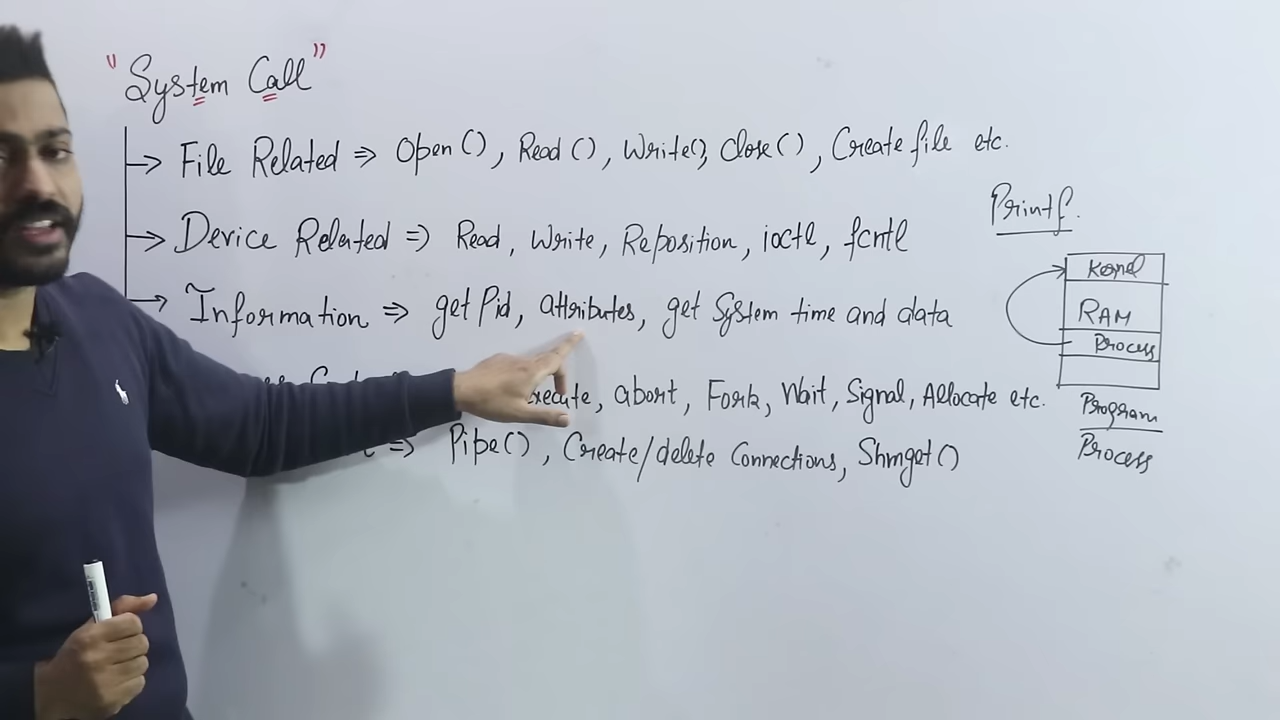 "System Call"
File Related ⇒ Open(), Read(), Write(), Close(), Create file etc.
Device Related ⇒ Read, Write, Reposition, ioctl, fcntl
Information ⇒ get Pid, attributes, get System time and data
abort, Fork, Wait, Signal, Allocate etc.
⇒ Pipe(), Create/delete Connections, Shmget()
Printf.
Kernel
RAM
Process
Program
Process